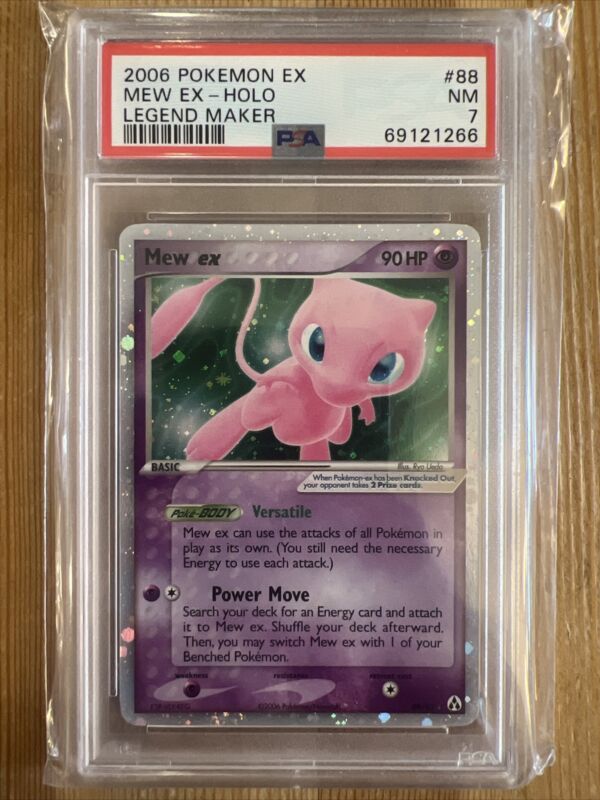 2006 POKEMON EX #88
MEW EX – HOLO NM
LEGEND MAKER 7
PSA 69121266
Mew ex 90 HP
BASIC Illus. Ryo Ueda
When Pokémon-ex has been Knocked Out,
your opponent takes 2 Prize cards.
Poké-BODY Versatile
Mew ex can use the attacks of all Pokémon in
play as its own. (You still need the necessary
Energy to use each attack.)
Power Move
Search your deck for an Energy card and attach
it to Mew ex. Shuffle your deck afterward.
Then, you may switch Mew ex with 1 of your
Benched Pokémon.
weakness resistance retreat cost
©2006 Pokémon/Nintendo